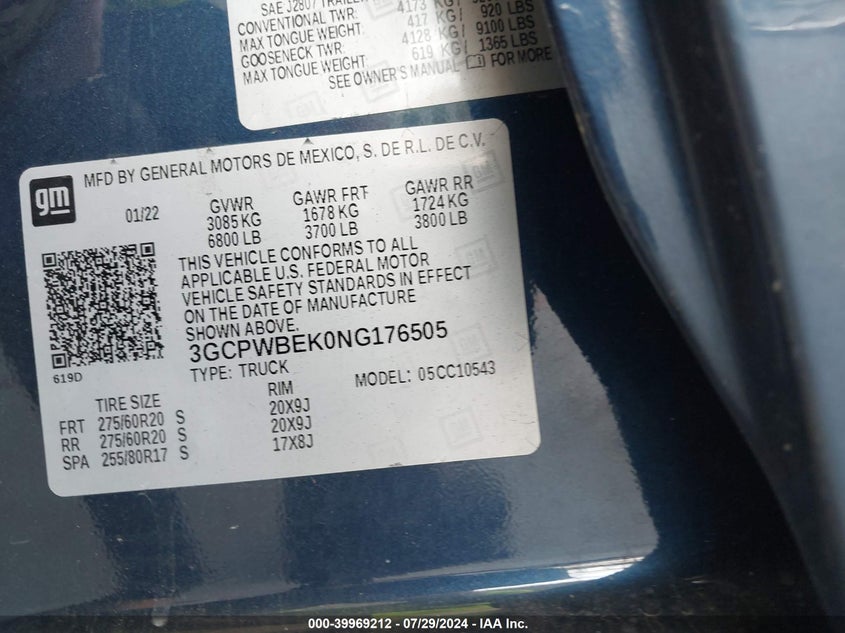 SAE J2807 TRAILER
CONVENTIONAL TWR: 4173 KG/ 9200 LBS
MAX TONGUE WEIGHT: 417 KG/ 920 LBS
GOOSENECK TWR: 4128 KG/ 9100 LBS
MAX TONGUE WEIGHT: 619 KG/ 1365 LBS
SEE OWNER'S MANUAL FOR MORE
gm
MFD BY GENERAL MOTORS DE MEXICO, S. DE R.L. DE C.V.
01/22 GVWR GAWR FRT GAWR RR
3085 KG 1678 KG 1724 KG
6800 LB 3700 LB 3800 LB
THIS VEHICLE CONFORMS TO ALL
APPLICABLE U.S. FEDERAL MOTOR
VEHICLE SAFETY STANDARDS IN EFFECT
ON THE DATE OF MANUFACTURE
SHOWN ABOVE.
3GCPWBEK0NG176505
619D
TYPE: TRUCK MODEL: 05CC10543
TIRE SIZE RIM
FRT 275/60R20 S 20X9J
RR 275/60R20 S 20X9J
SPA 255/80R17 S 17X8J
000-39969212 - 07/29/2024 - IAA Inc.